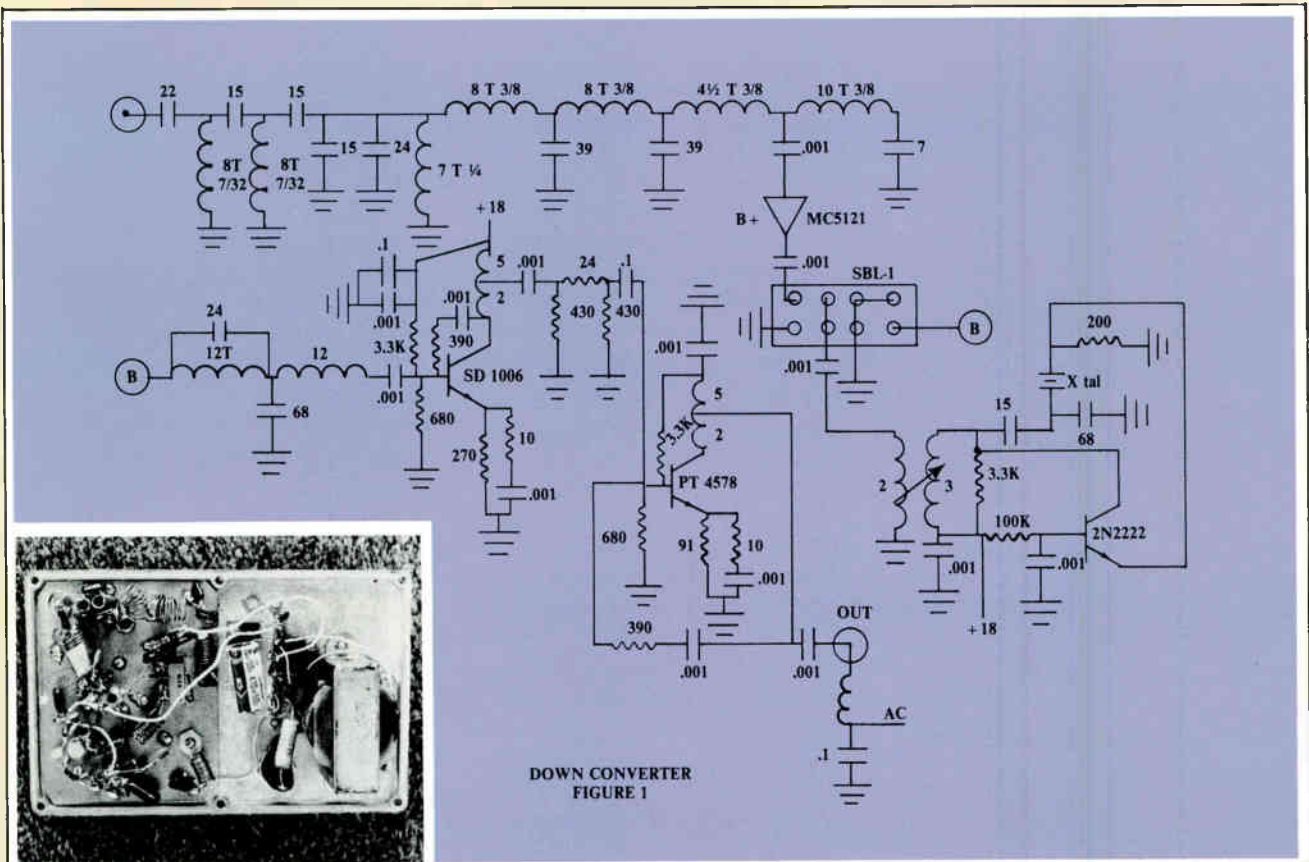 22
15
15
8T
7/32
8T
7/32
15
24
7 T ¼
8 T 3/8
8 T 3/8
4½ T 3/8
10 T 3/8
39
39
.001
7
B +
MC5121
.001
SBL-1
B
.001
+ 18
.1
.001
3.3K
.001
390
5
2
.001
24
.1
430
430
SD 1006
24
12T
12
B
68
.001
680
270
10
.001
.001
3.3K
5
2
PT 4578
680
91
10
.001
390
.001
.001
OUT
AC
.1
200
X tal
15
68
2
3
3.3K
100K
.001
.001
2N2222
+ 18
DOWN CONVERTER
FIGURE 1